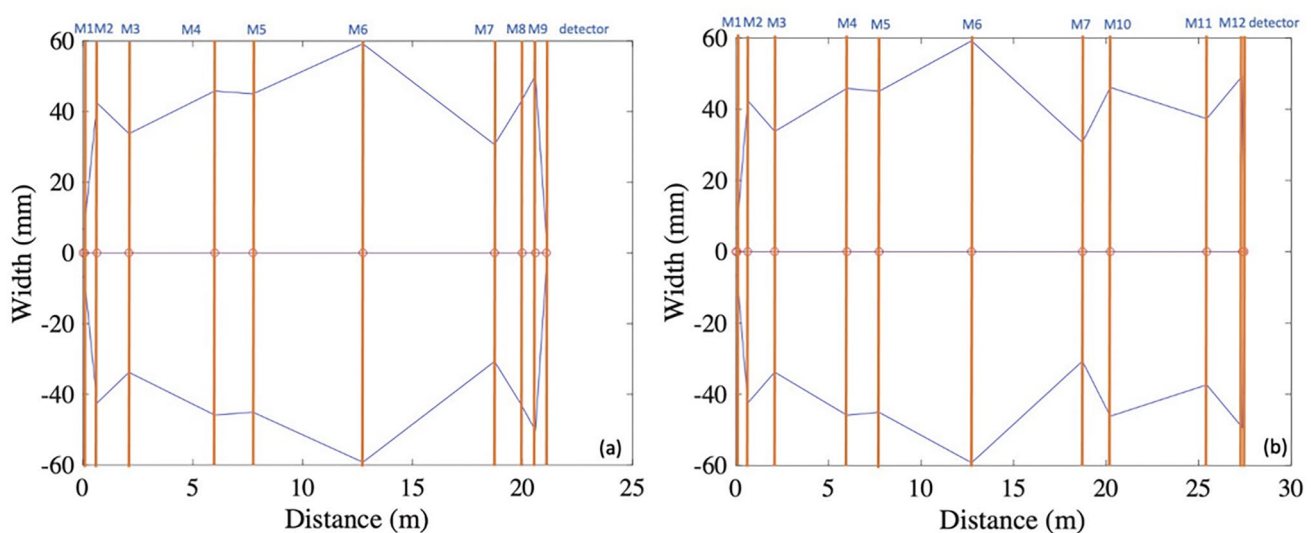 M1M2 M3 M4 M5 M6 M7 M8 M9 detector
60
40
20
0
-20
-40
-60
Width (mm)
(a)
0 5 10 15 20 25
Distance (m)
M1 M2 M3 M4 M5 M6 M7 M10 M11 M12 detector
60
40
20
0
-20
-40
-60
Width (mm)
(b)
0 5 10 15 20 25 30
Distance (m)